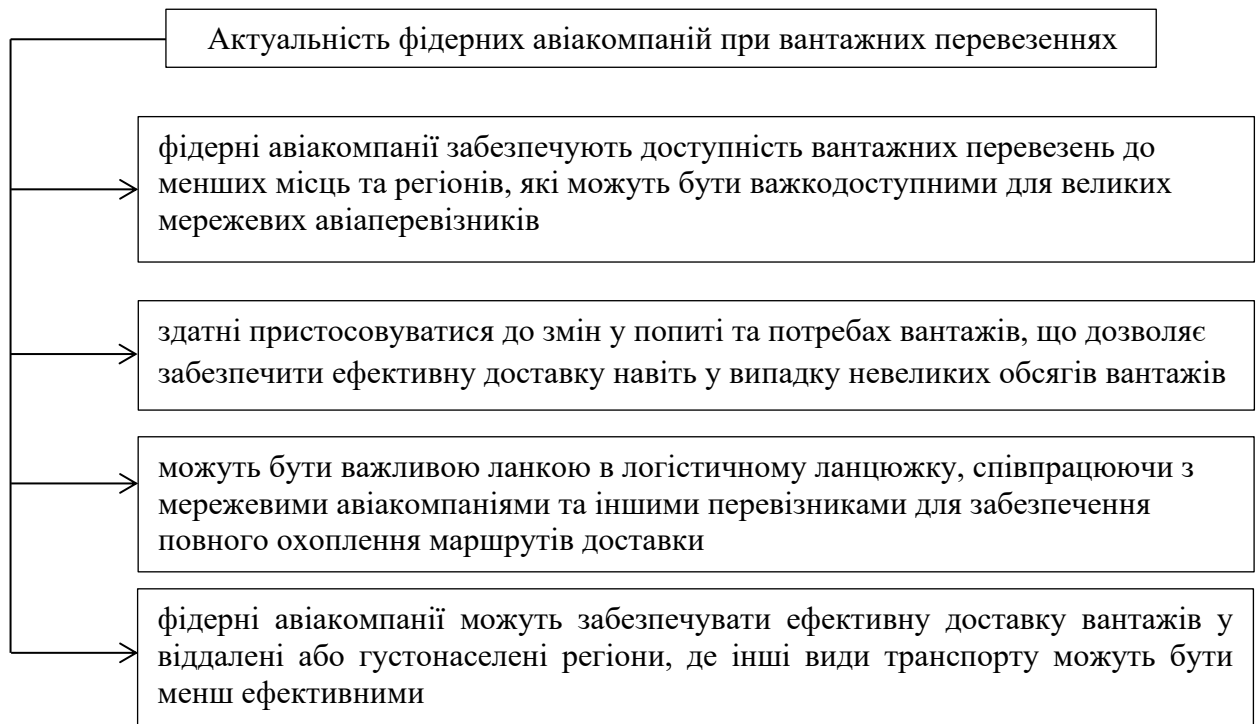 Актуальність фідерних авіакомпаній при вантажних перевезеннях
фідерні авіакомпанії забезпечують доступність вантажних перевезень до
менших місць та регіонів, які можуть бути важкодоступними для великих
мережевих авіаперевізників
здатні пристосовуватися до змін у попиті та потребах вантажів, що дозволяє
забезпечити ефективну доставку навіть у випадку невеликих обсягів вантажів
можуть бути важливою ланкою в логістичному ланцюжку, співпрацюючи з
мережевими авіакомпаніями та іншими перевізниками для забезпечення
повного охоплення маршрутів доставки
фідерні авіакомпанії можуть забезпечувати ефективну доставку вантажів у
віддалені або густонаселені регіони, де інші види транспорту можуть бути
менш ефективними